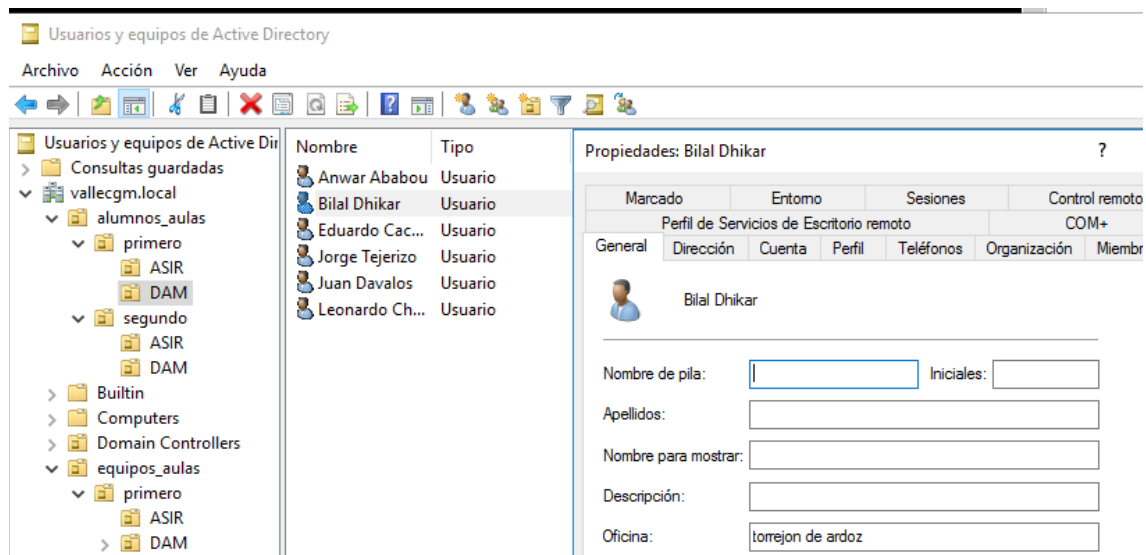 Usuarios y equipos de Active Directory
Archivo Acción Ver Ayuda
Usuarios y equipos de Active Dir
Consultas guardadas
vallecgm.local
alumnos_aulas
primero
ASIR
DAM
segundo
ASIR
DAM
Builtin
Computers
Domain Controllers
equipos_aulas
primero
ASIR
DAM
Nombre Tipo
Anwar Ababou Usuario
Bilal Dhikar Usuario
Eduardo Cac... Usuario
Jorge Tejerizo Usuario
Juan Davalos Usuario
Leonardo Ch... Usuario
Propiedades: Bilal Dhikar ?
Marcado Entorno Sesiones Control remoto
Perfil de Servicios de Escritorio remoto COM+
General Dirección Cuenta Perfil Teléfonos Organización Miembr
Bilal Dhikar
Nombre de pila: Iniciales:
Apellidos:
Nombre para mostrar:
Descripción:
Oficina: torrejon de ardoz